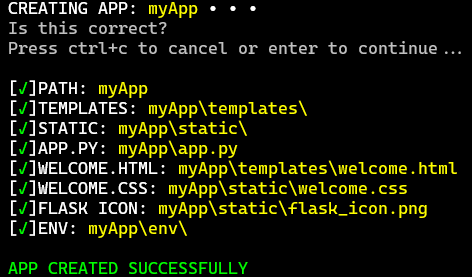 CREATING APP: myApp • • •
Is this correct?
Press ctrl+c to cancel or enter to continue...
[√]PATH: myApp
[√]TEMPLATES: myApp\templates\
[√]STATIC: myApp\static\
[√]APP.PY: myApp\app.py
[√]WELCOME.HTML: myApp\templates\welcome.html
[√]WELCOME.CSS: myApp\static\welcome.css
[√]FLASK ICON: myApp\static\flask_icon.png
[√]ENV: myApp\env\
APP CREATED SUCCESSFULLY